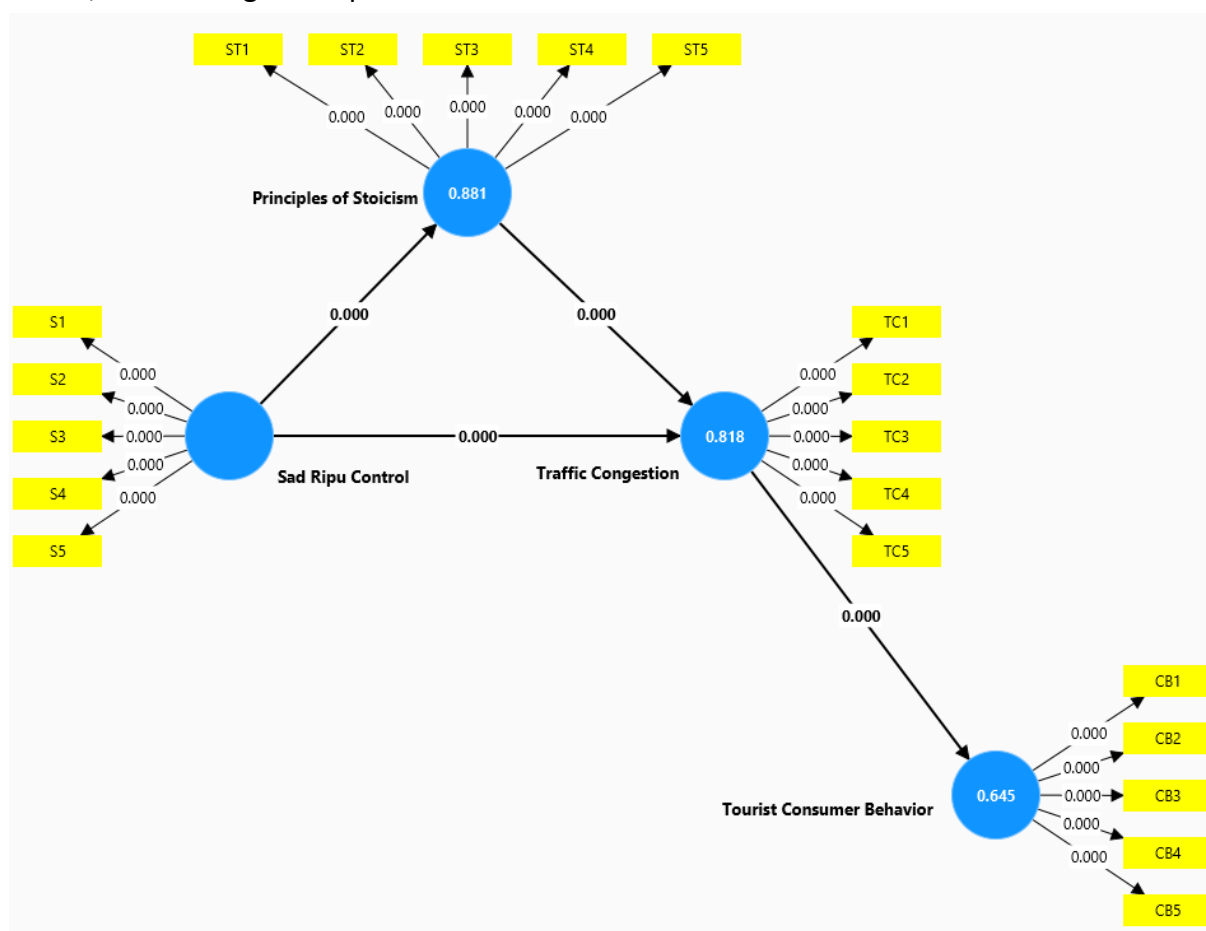 ST1 ST2 ST3 ST4 ST5
0.000 0.000 0.000 0.000 0.000
Principles of Stoicism 0.881
0.000 0.000
S1
S2
S3
S4
S5
0.000
0.000
0.000
0.000
0.000
Sad Ripu Control
0.000
Traffic Congestion 0.818
TC1
TC2
TC3
TC4
TC5
0.000
0.000
0.000
0.000
0.000
0.000
Tourist Consumer Behavior 0.645
0.000
0.000
0.000
0.000
0.000
CB1
CB2
CB3
CB4
CB5